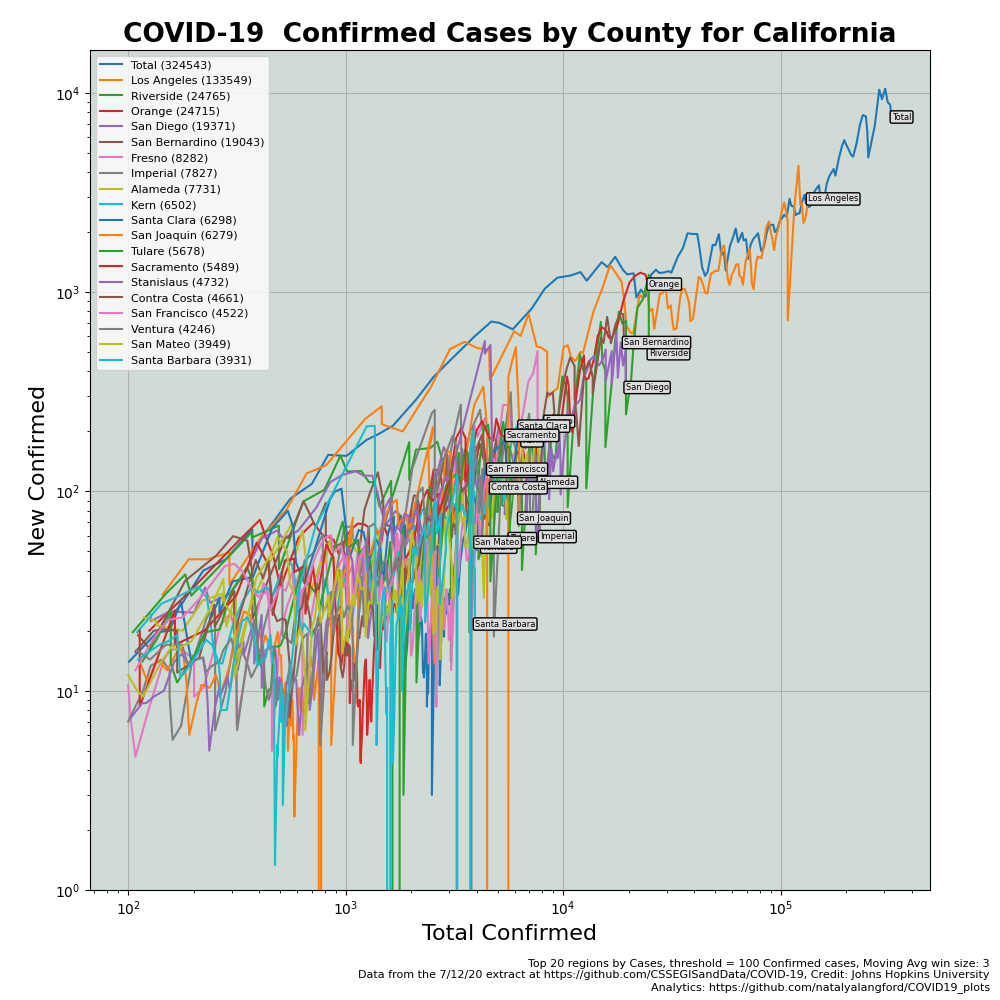 COVID-19  Confirmed Cases by County for California
Total (324543)
Los Angeles (133549)
Riverside (24765)
Orange (24715)
San Diego (19371)
San Bernardino (19043)
Fresno (8282)
Imperial (7827)
Alameda (7731)
Kern (6502)
Santa Clara (6298)
San Joaquin (6279)
Tulare (5678)
Sacramento (5489)
Stanislaus (4732)
Contra Costa (4661)
San Francisco (4522)
Ventura (4246)
San Mateo (3949)
Santa Barbara (3931)
New Confirmed
10⁴
10³
10²
10¹
10⁰
Total
Los Angeles
Orange
San Bernardino
Riverside
San Diego
Santa Clara
Sacramento
San Francisco
Alameda
Contra Costa
San Joaquin
Imperial
San Mateo
Santa Barbara
10²
10³
10⁴
10⁵
Total Confirmed
Top 20 regions by Cases, threshold = 100 Confirmed cases, Moving Avg win size: 3
Data from the 7/12/20 extract at https://github.com/CSSEGISandData/COVID-19, Credit: Johns Hopkins University
Analytics: https://github.com/natalyalangford/COVID19_plots